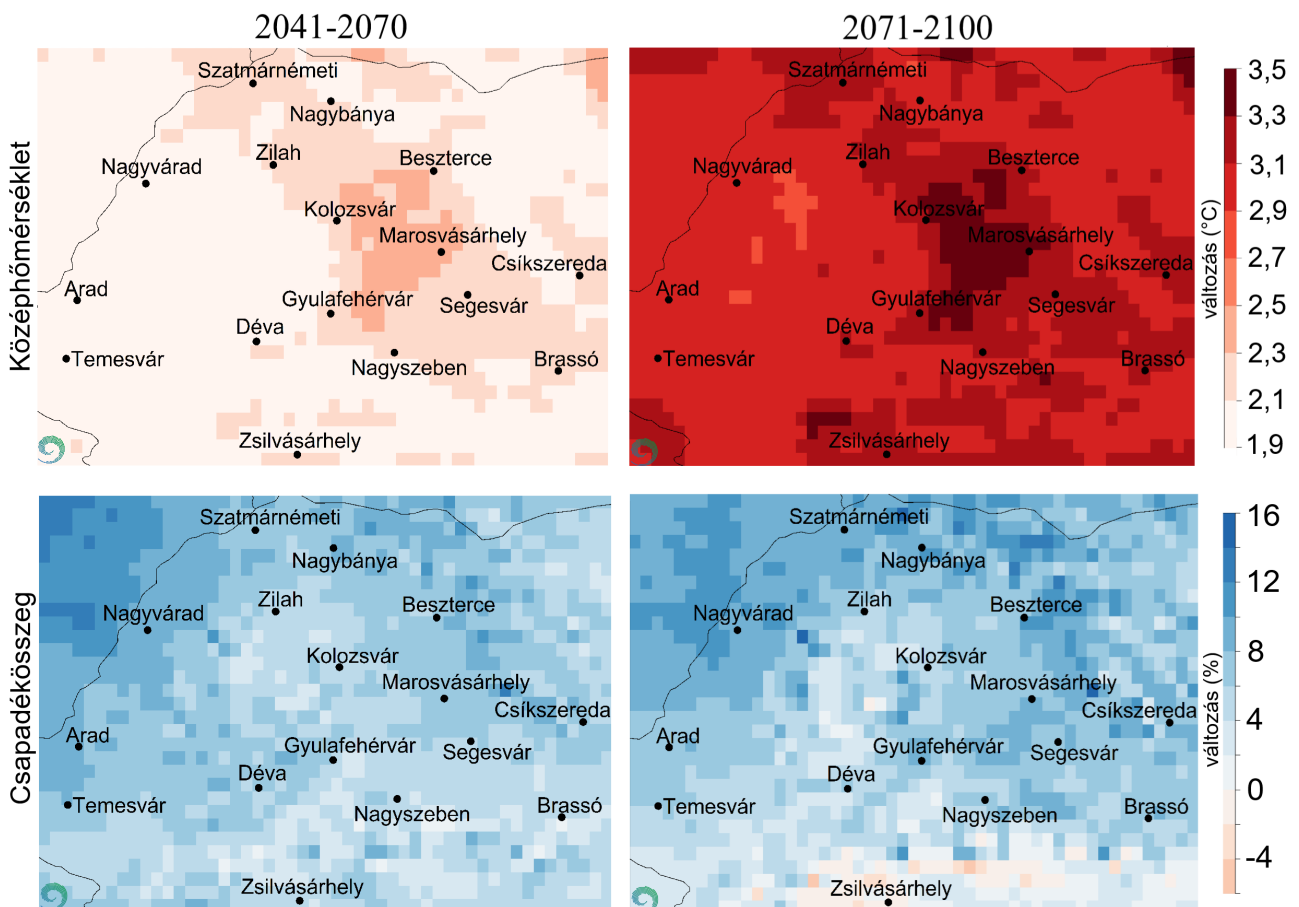 2041-2070
2071-2100
Középhőmérséklet
Szatmárnémeti
Nagybánya
Zilah
Beszterce
Nagyvárad
Kolozsvár
Marosvásárhely
Csíkszereda
Arad
Gyulafehérvár
Segesvár
Déva
Temesvár
Nagyszeben
Brassó
Zsilvásárhely
Szatmárnémeti
Nagybánya
Zilah
Beszterce
Nagyvárad
Kolozsvár
Marosvásárhely
Csíkszereda
Arad
Gyulafehérvár
Segesvár
Déva
Temesvár
Nagyszeben
Brassó
Zsilvásárhely
3,5
3,3
3,1
2,9
2,7
2,5
2,3
2,1
1,9
változás (°C)
Csapadékösszeg
Szatmárnémeti
Nagybánya
Zilah
Beszterce
Nagyvárad
Kolozsvár
Marosvásárhely
Csíkszereda
Arad
Gyulafehérvár
Segesvár
Déva
Temesvár
Nagyszeben
Brassó
Zsilvásárhely
Szatmárnémeti
Nagybánya
Zilah
Beszterce
Nagyvárad
Kolozsvár
Marosvásárhely
Csíkszereda
Arad
Gyulafehérvár
Segesvár
Déva
Temesvár
Nagyszeben
Brassó
Zsilvásárhely
16
12
8
4
0
-4
változás (%)